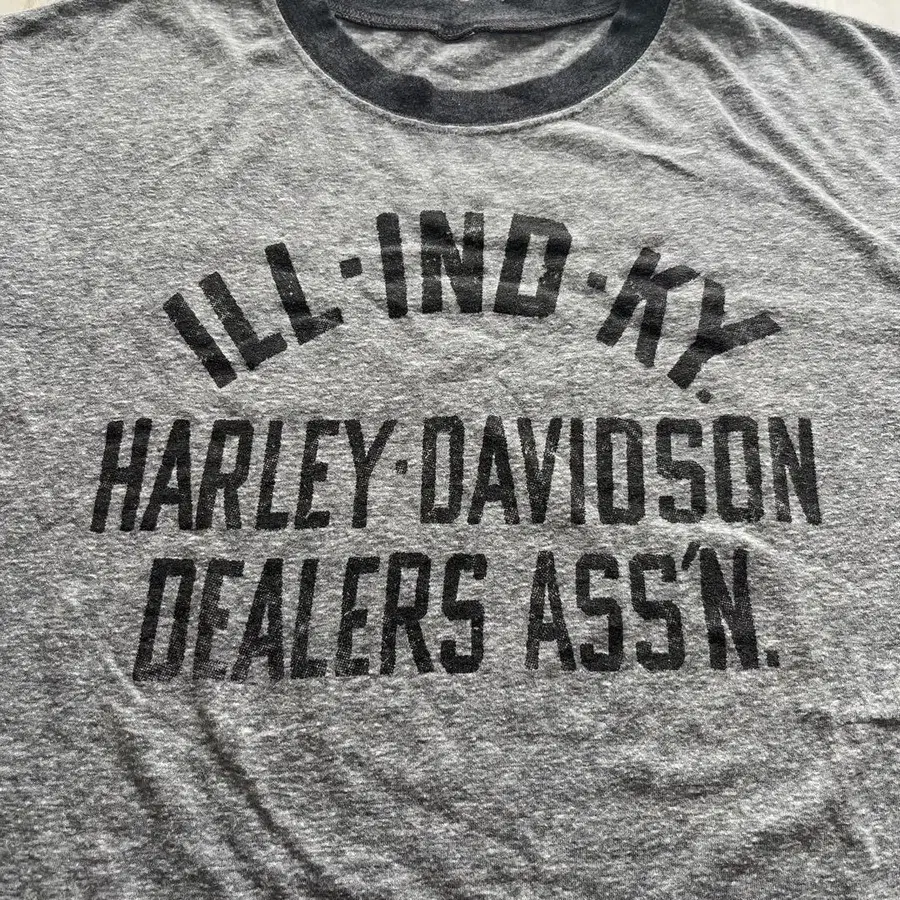 ILL·IND·KY.
HARLEY·DAVIDSON
DEALERS ASS'N.